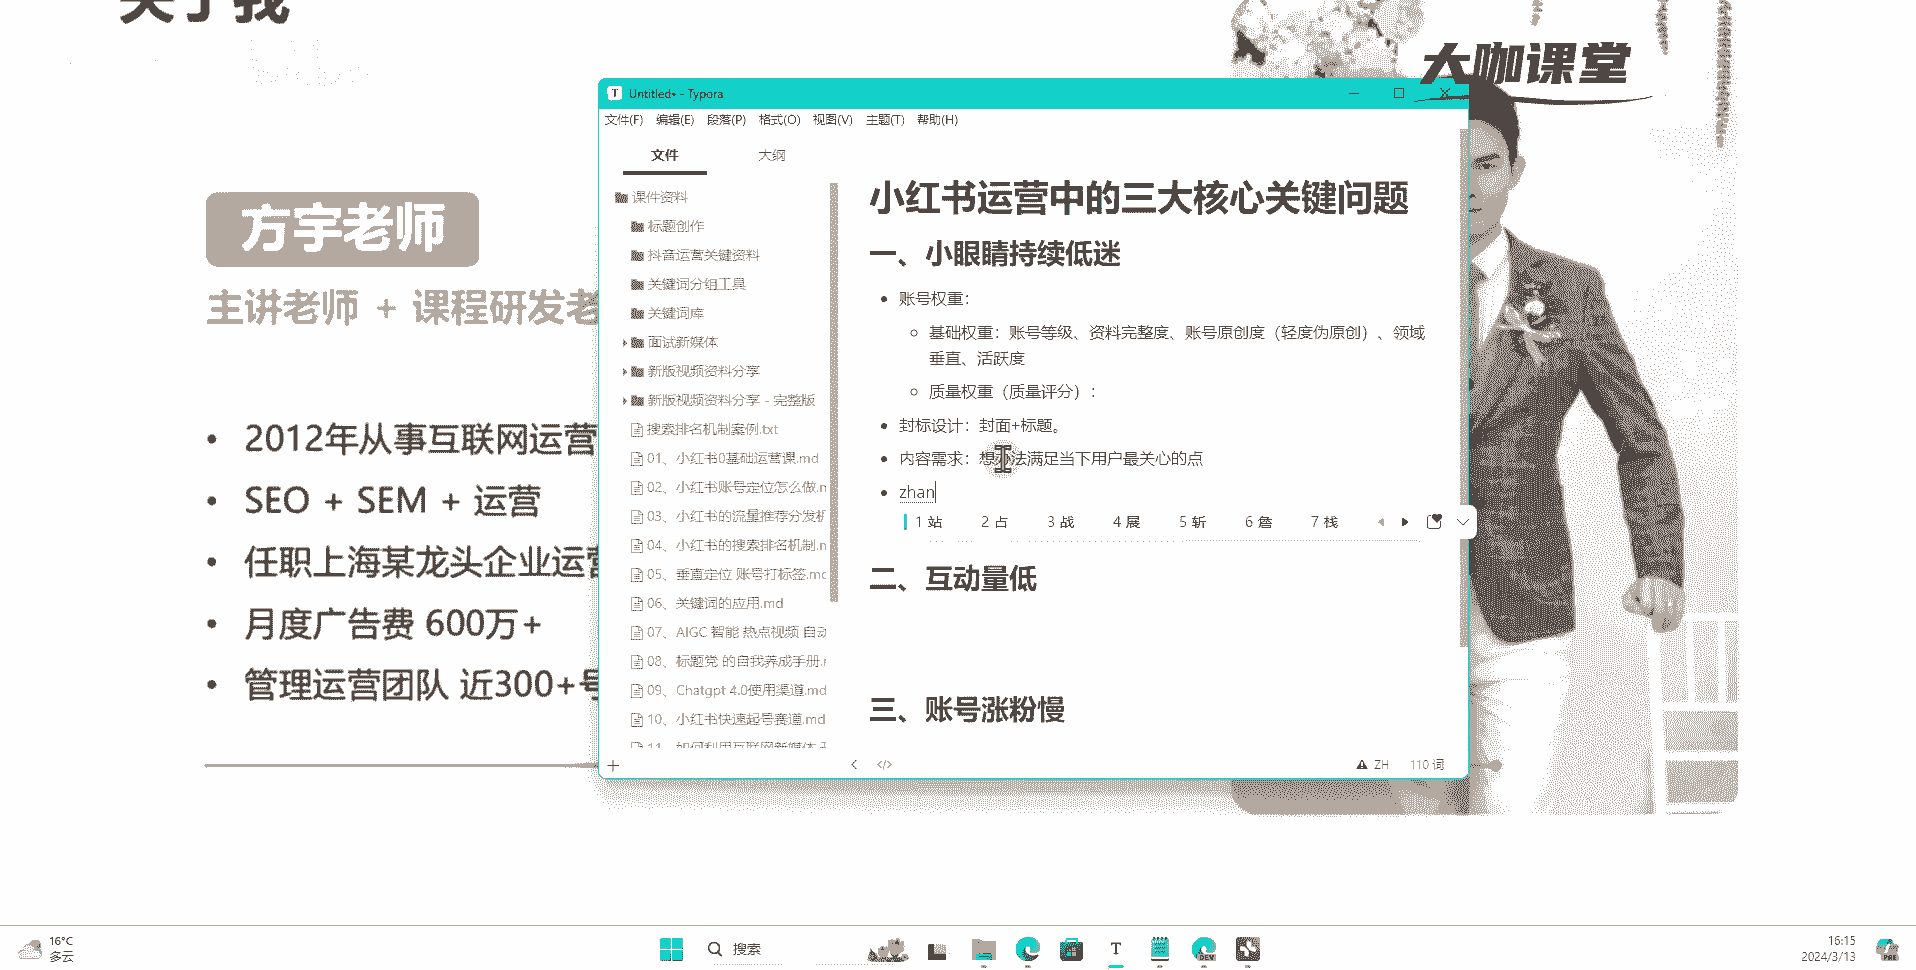 关于我
大咖课堂
方宇老师
主讲老师 + 课程研发老
2012年从事互联网运营
SEO + SEM + 运营
任职上海某龙头企业运营
月度广告费 600万+
管理运营团队 近300+号
Untitled• - Typora
文件(F) 编辑(E) 段落(P) 格式(O) 视图(V) 主题(T) 帮助(H)
文件 大纲
课件资料
标题创作
抖音运营关键资料
关键词分组工具
关键词库
面试新媒体
新版视频资料分享
新版视频资料分享 - 完整版
搜索排名机制案例.txt
01、小红书0基础运营课.md
02、小红书账号定位怎么做.m
03、小红书的流量推荐分发机
04、小红书的搜索排名机制.m
05、垂直定位 账号打标签.md
06、关键词的应用.md
07、AIGC 智能 热点视频 自动
08、标题党 的自我养成手册.m
09、Chatgpt 4.0使用渠道.md
10、小红书快速起号赛道.md
11、如何利用互联网新媒体
小红书运营中的三大核心关键问题
一、小眼睛持续低迷
账号权重：
基础权重：账号等级、资料完整度、账号原创度（轻度伪原创）、领域
垂直、活跃度
质量权重（质量评分）：
封标设计：封面+标题。
内容需求：想办法满足当下用户最关心的点
zhan
1 站 2 占 3 战 4 展 5 斩 6 詹 7 栈
二、互动量低
三、账号涨粉慢
ZH 110 词
16°C
多云
搜索
DEV
16:15
2024/3/13
PRE